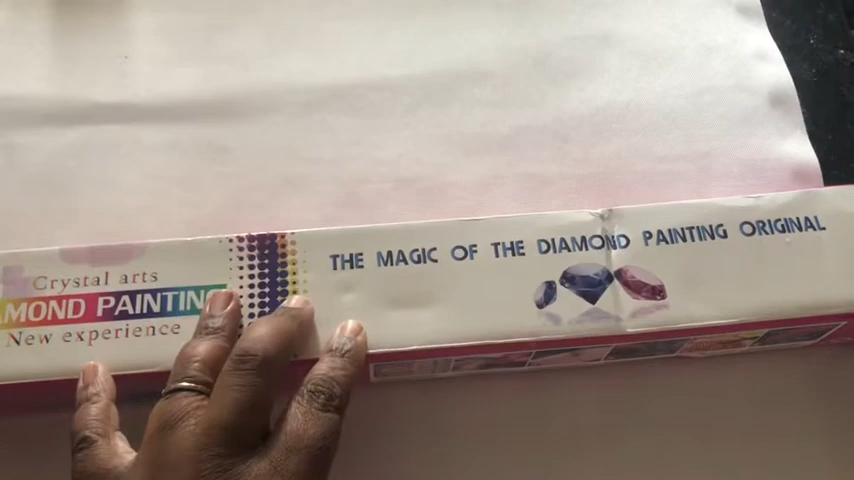 Crystal arts
MOND PAINTING
New experience
THE MAGIC OF THE DIAMOND PAINTING ORIGINAL